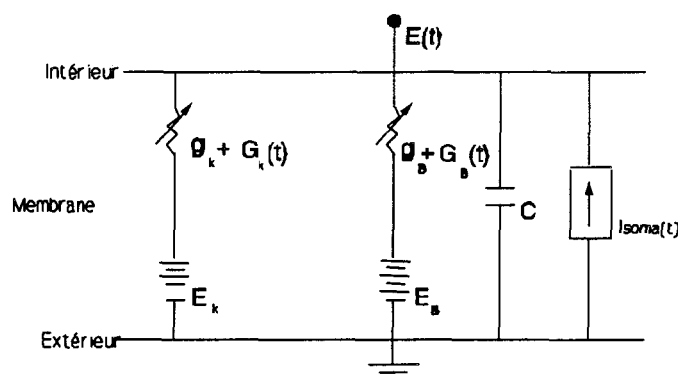 E(t)
Intérieur
g_k + G_k(t)
g_B + G_B(t)
Membrane
C
Isoma(t)
E_k
E_B
Extérieur